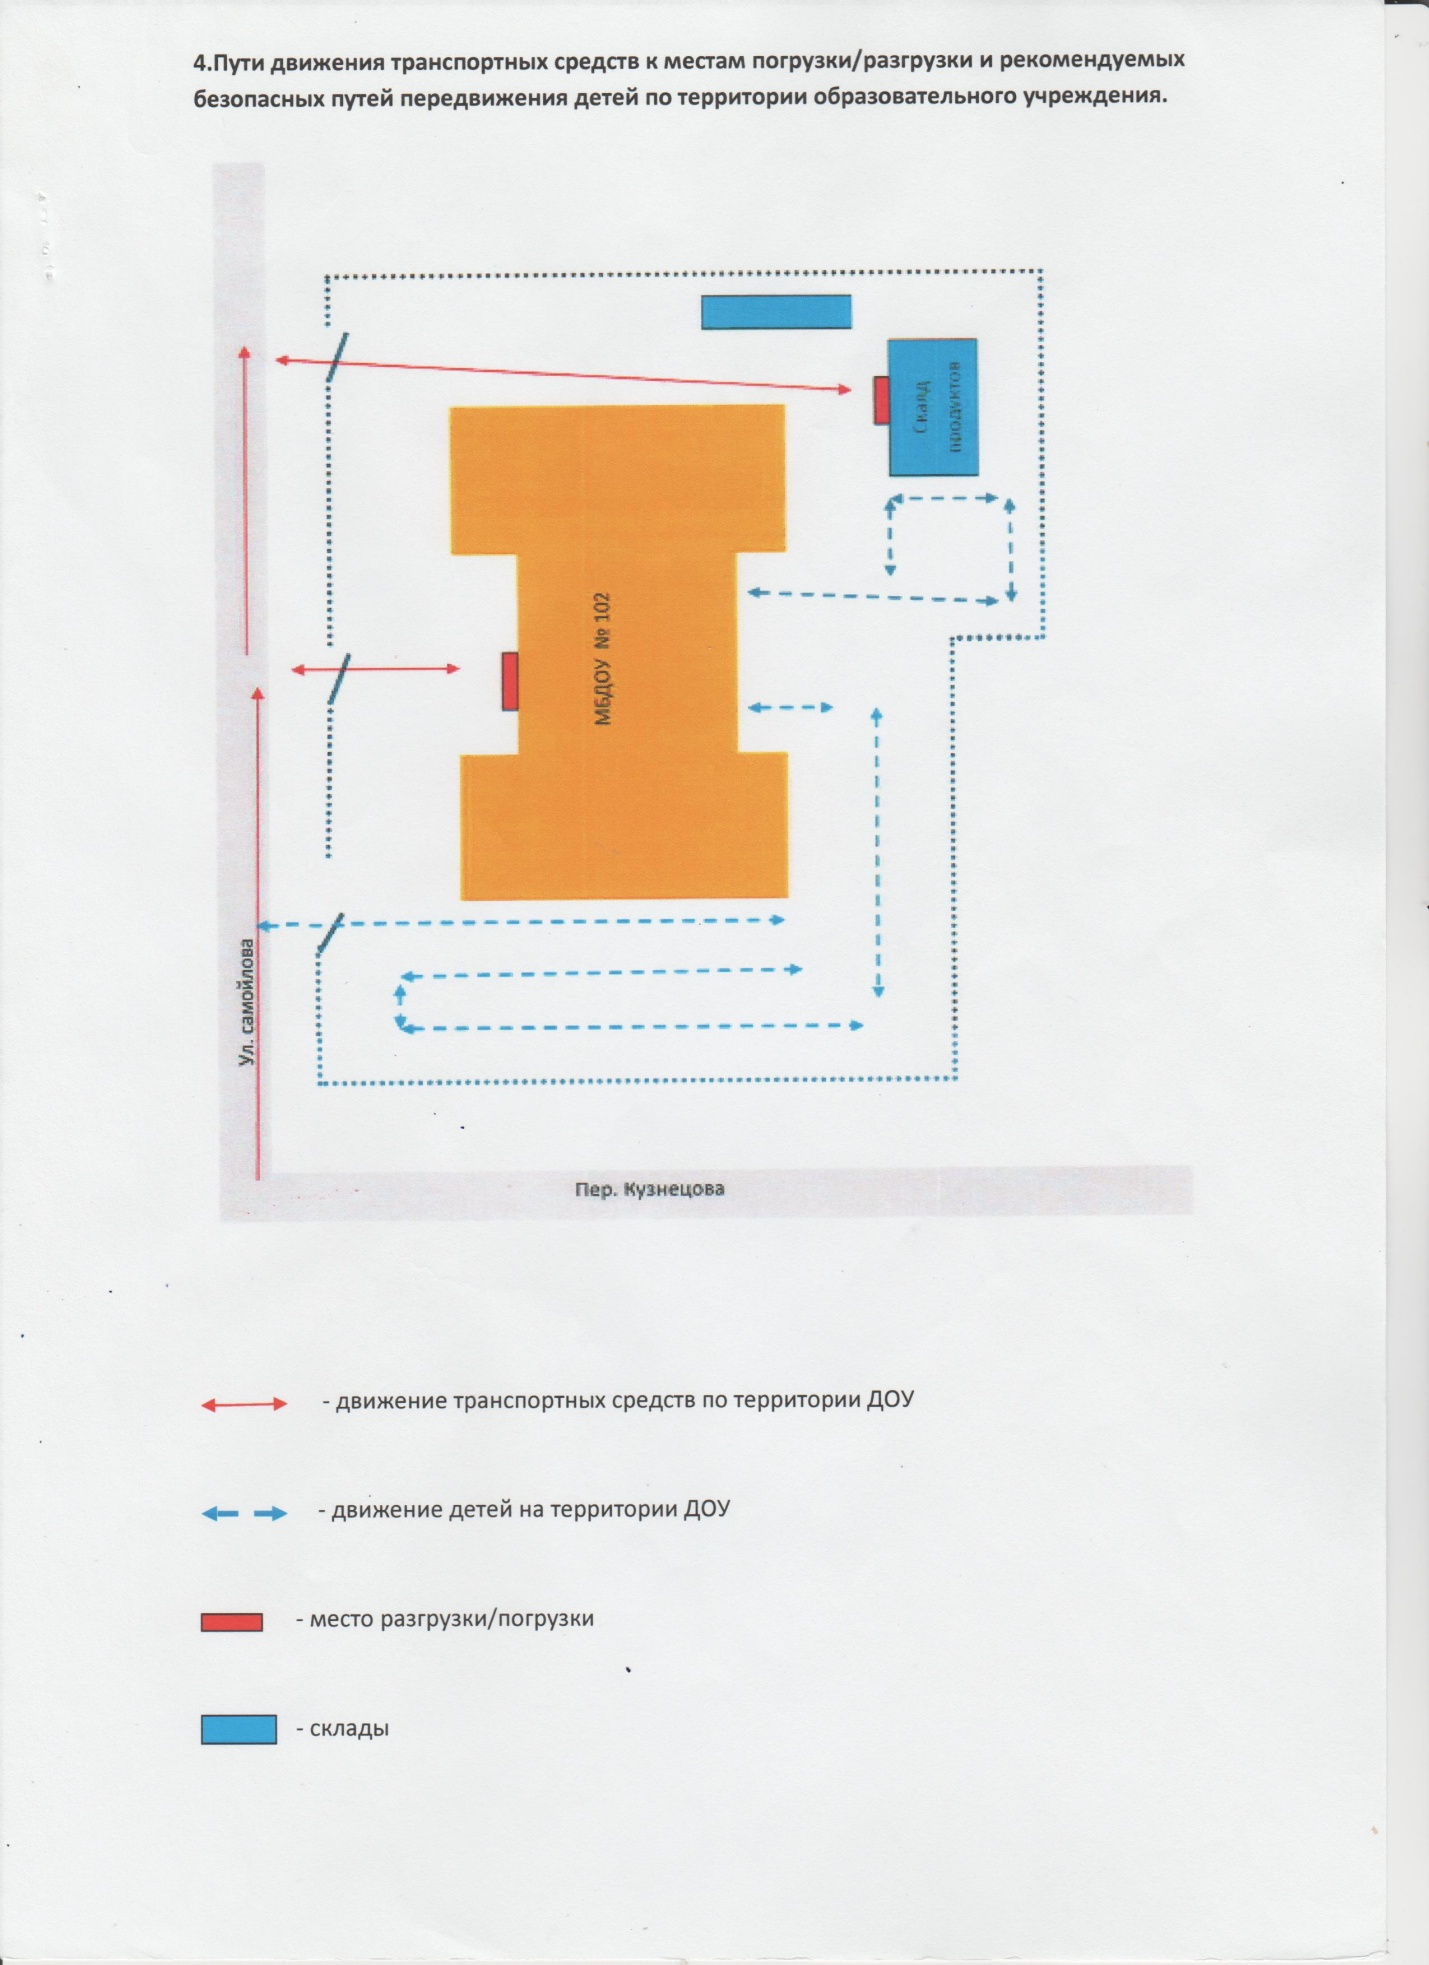 4.Пути движения транспортных средств к местам погрузки/разгрузки и рекомендуемых
безопасных путей передвижения детей по территории образовательного учреждения.
Скалд
продуктов
МБДОУ № 102
Ул. самойлова
Пер. Кузнецова
- движение транспортных средств по территории ДОУ
- движение детей на территории ДОУ
- место разгрузки/погрузки
- склады